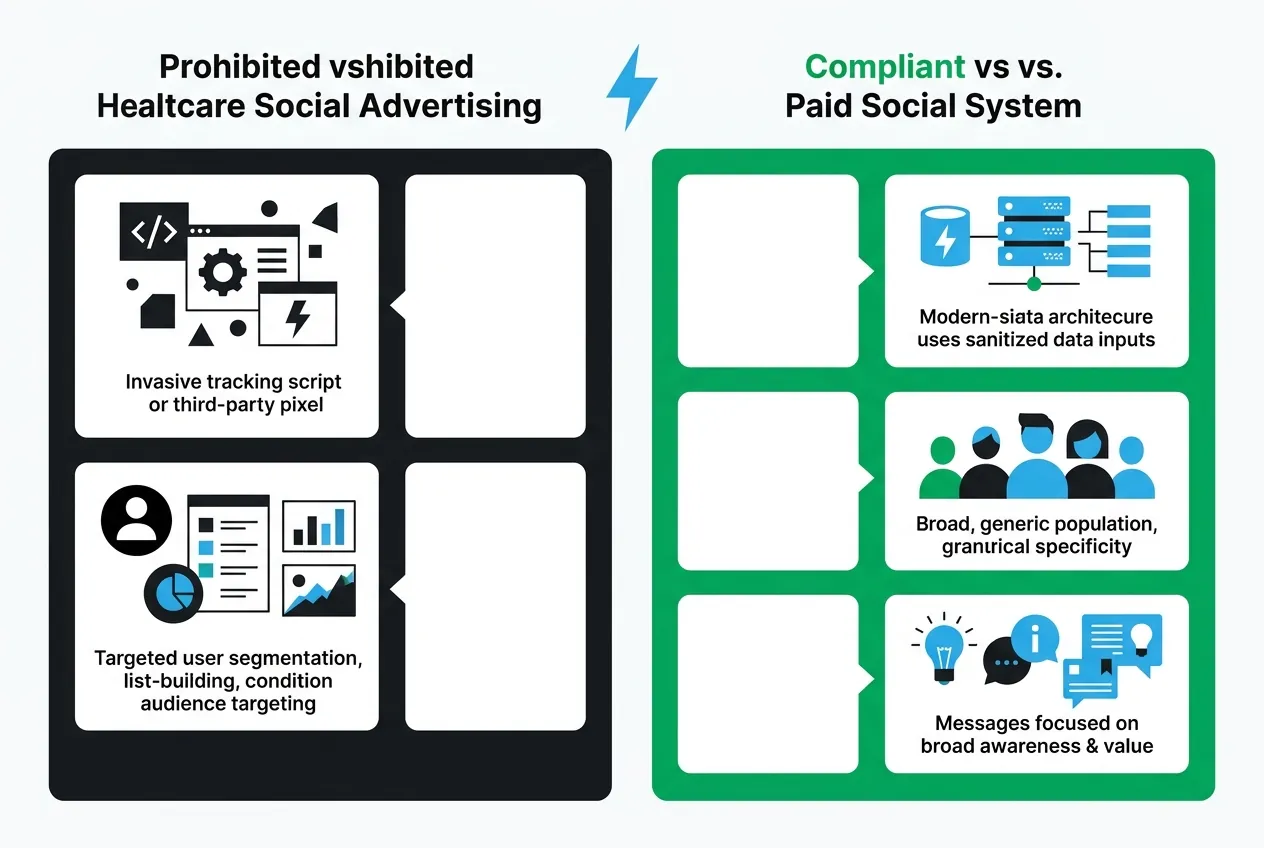 Prohibited vshibited
Healtcare Social Advertising
Compliant vs vs.
Paid Social System
</>
Invasive tracking script
or third-party pixel
Targeted user segmentation,
list-building, condition
audience targeting
Modern-siata architecure
uses sanitized data inputs
Broad, generic population,
granırical specificity
i
Messages focused on
broad awareness & value